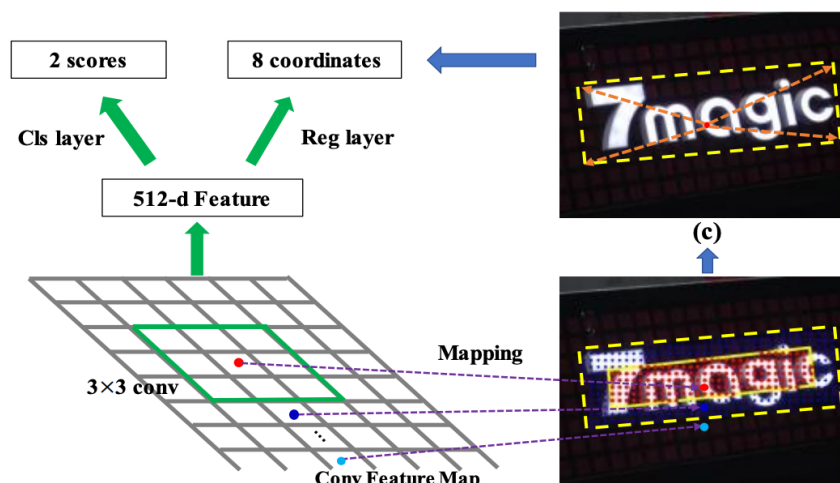 2 scores
8 coordinates
Cls layer
Reg layer
512-d Feature
7magic
(c)
Mapping
3×3 conv
...
Conv Feature Map
7magic